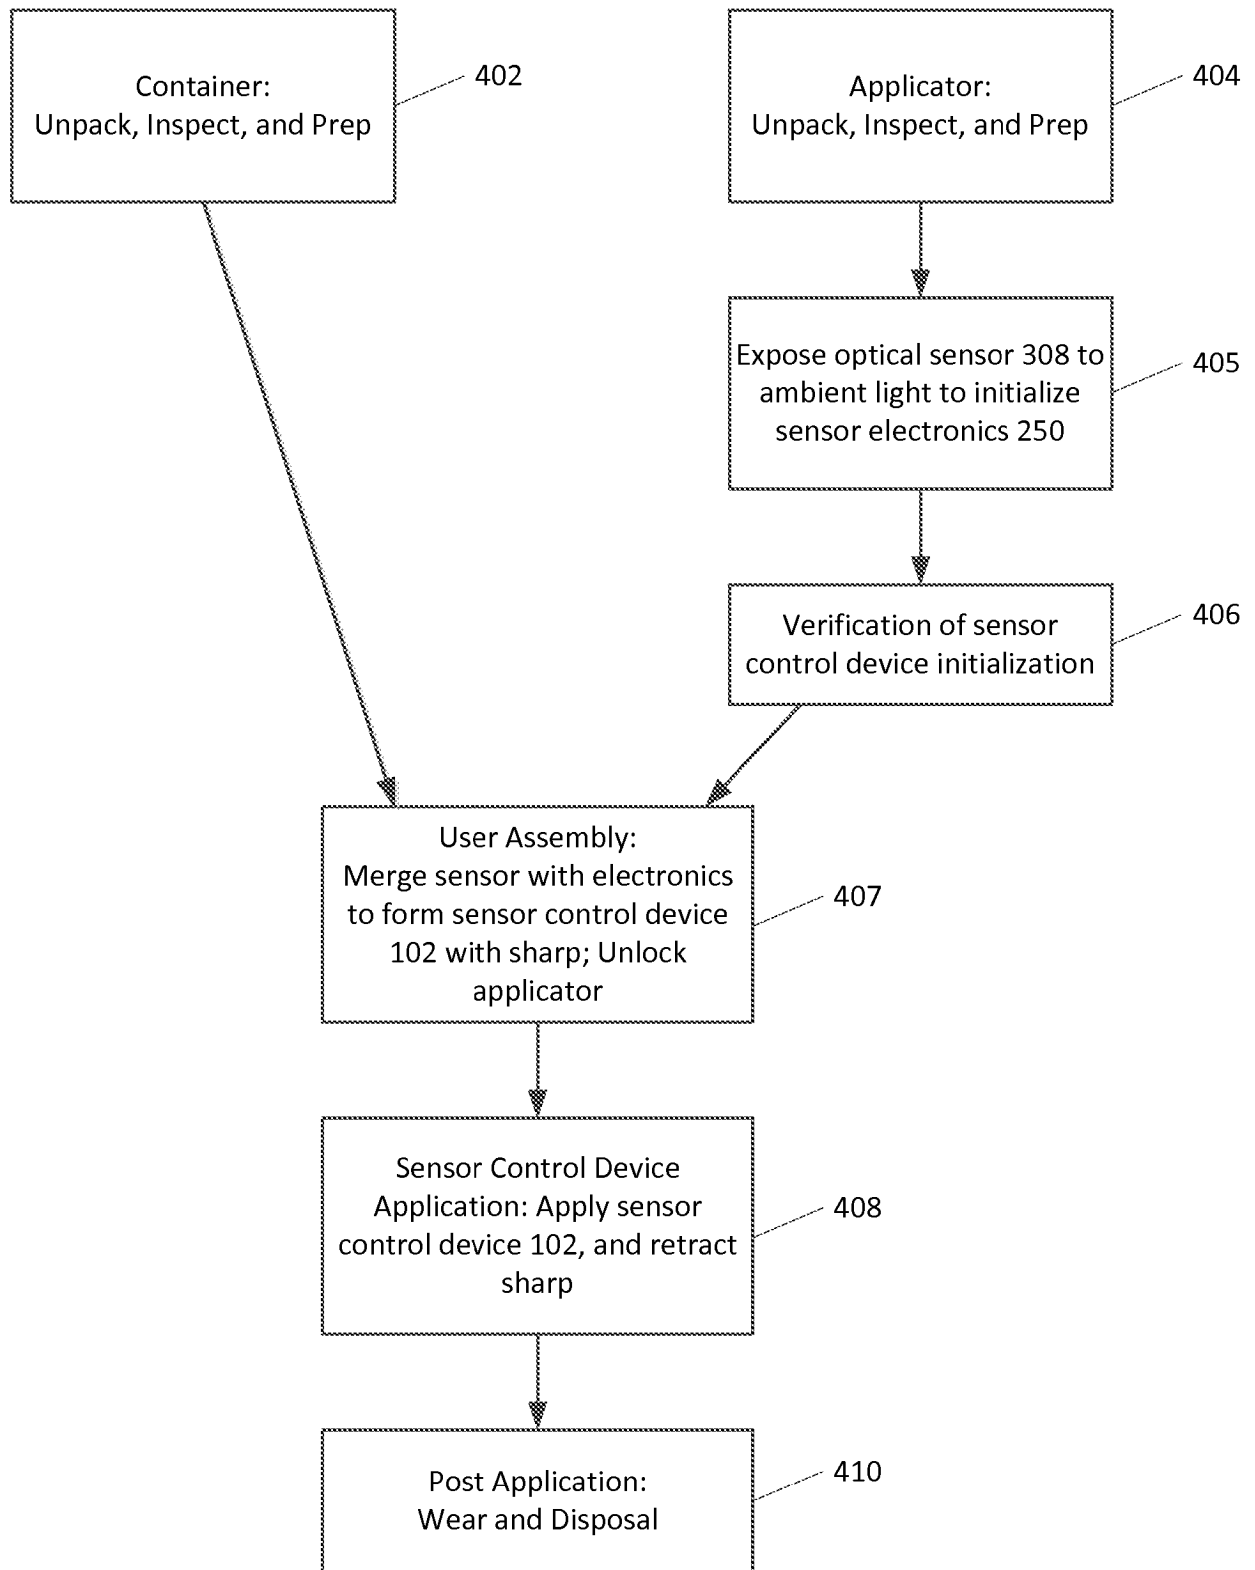 Container:
Unpack, Inspect, and Prep
402
Applicator:
Unpack, Inspect, and Prep
404
Expose optical sensor 308 to
ambient light to initialize
sensor electronics 250
405
Verification of sensor
control device initialization
406
User Assembly:
Merge sensor with electronics
to form sensor control device
102 with sharp; Unlock
applicator
407
Sensor Control Device
Application: Apply sensor
control device 102, and retract
sharp
408
Post Application:
Wear and Disposal
410